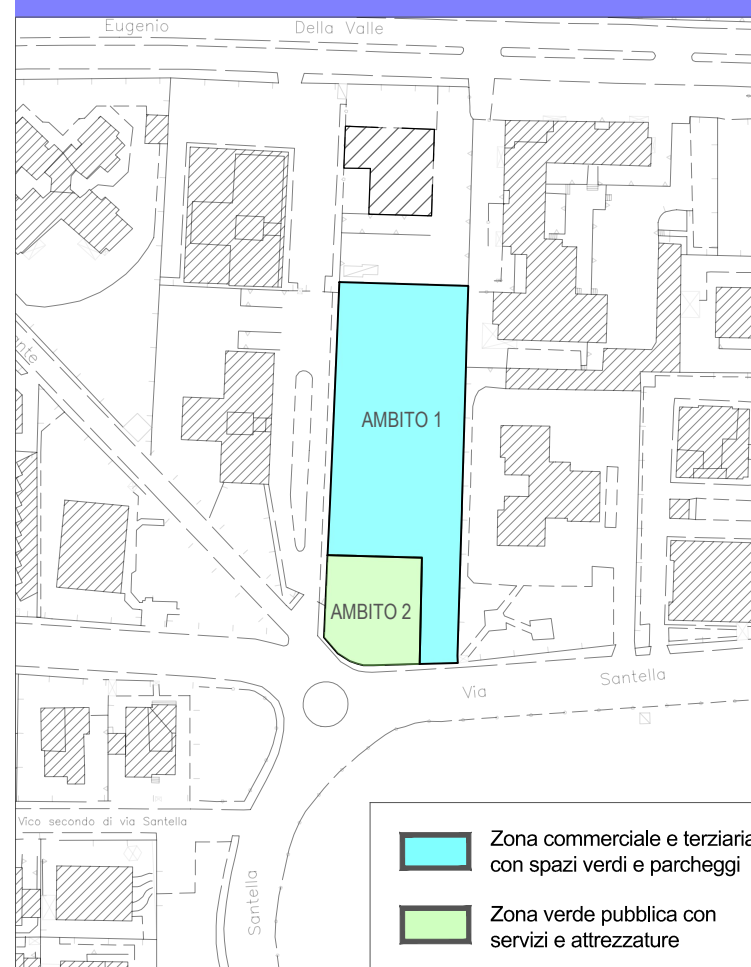 Eugenio Della Valle
AMBITO 1
AMBITO 2
Via Santella
Vico secondo di via Santella
Santella
Zona commerciale e terziaria
con spazi verdi e parcheggi
Zona verde pubblica con
servizi e attrezzature